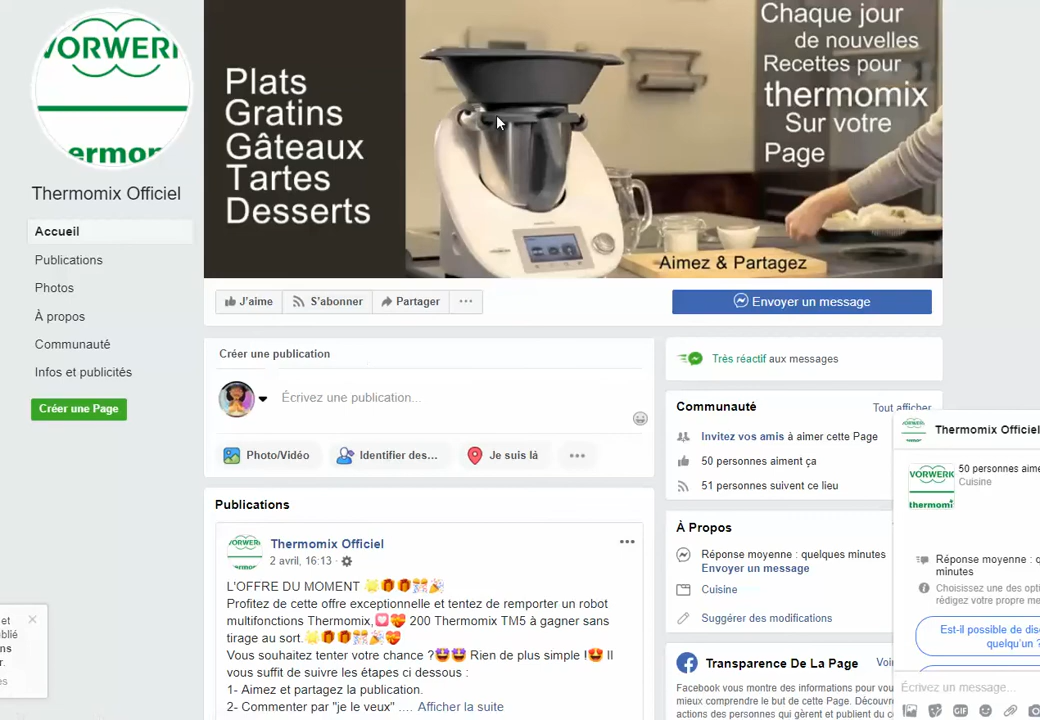 VORWERK
thermom
Thermomix Officiel
Accueil
Publications
Photos
À propos
Communauté
Infos et publicités
Créer une Page
Plats
Gratins
Gâteaux
Tartes
Desserts
Chaque jour
de nouvelles
Recettes pour
thermomix
Sur votre
Page
Aimez & Partagez
J'aime
S'abonner
Partager
Envoyer un message
Créer une publication
Écrivez une publication...
Photo/Vidéo
Identifier des...
Je suis là
Publications
Thermomix Officiel
2 avril, 16:13
L'OFFRE DU MOMENT 🌟🎁🎁🎊🎉
Profitez de cette offre exceptionnelle et tentez de remporter un robot
multifonctions Thermomix,💟💝 200 Thermomix TM5 à gagner sans
tirage au sort.🌟🎁🎁🎊🎉💝
Vous souhaitez tenter votre chance ?🤩🤩 Rien de plus simple !😍 Il
vous suffit de suivre les étapes ci dessous :
1- Aimez et partagez la publication.
2- Commenter par "je le veux" .... Afficher la suite
Très réactif aux messages
Communauté
Tout afficher
Invitez vos amis à aimer cette Page
50 personnes aiment ça
51 personnes suivent ce lieu
À Propos
Réponse moyenne : quelques minutes
Envoyer un message
Cuisine
Suggérer des modifications
Transparence De La Page
Voi
Facebook vous montre des informations pour vou
mieux comprendre le but de cette Page. Découvre
actions des personnes qui gèrent et publient du c
Thermomix Officiel
VORWERK
thermomi
50 personnes aime
Cuisine
Réponse moyenne : q
minutes
Choisissez une des opti
rédigez votre propre me
Est-il possible de dis
quelqu'un ?
Écrivez un message...
GIF
et
blié
ns
r.
es